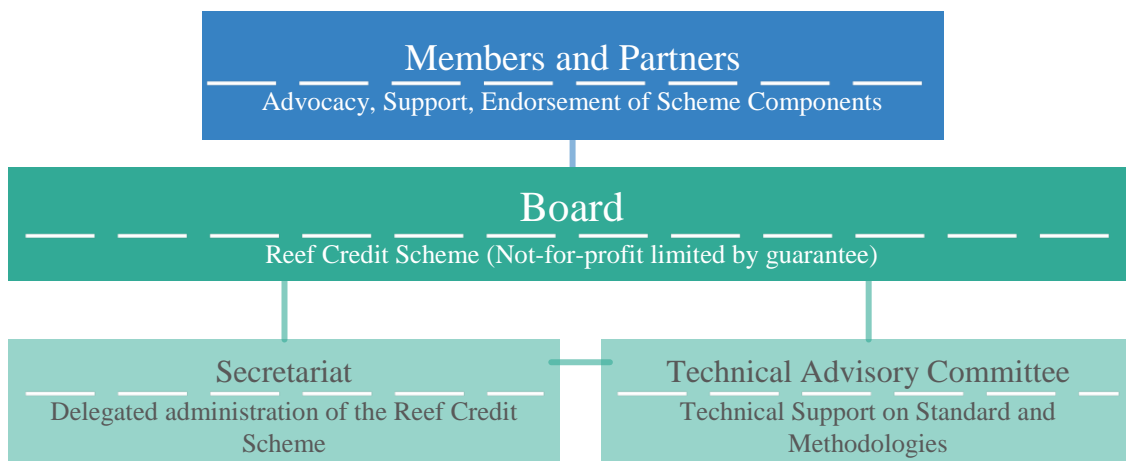 Members and Partners
Advocacy, Support, Endorsement of Scheme Components
Board
Reef Credit Scheme (Not-for-profit limited by guarantee)
Secretariat
Delegated administration of the Reef Credit
Scheme
Technical Advisory Committee
Technical Support on Standard and
Methodologies